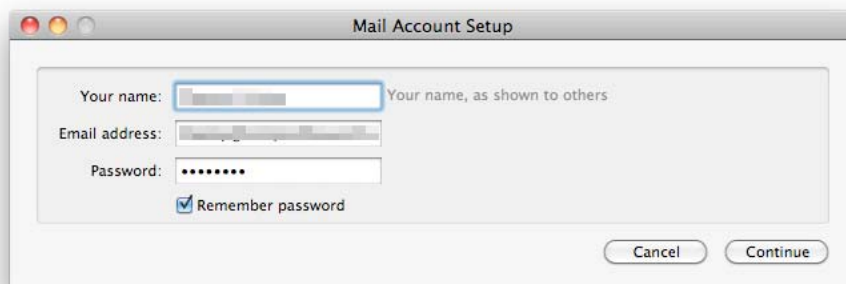 Mail Account Setup
Your name: Your name, as shown to others
Email address:
Password: ••••••••
Remember password
Cancel Continue